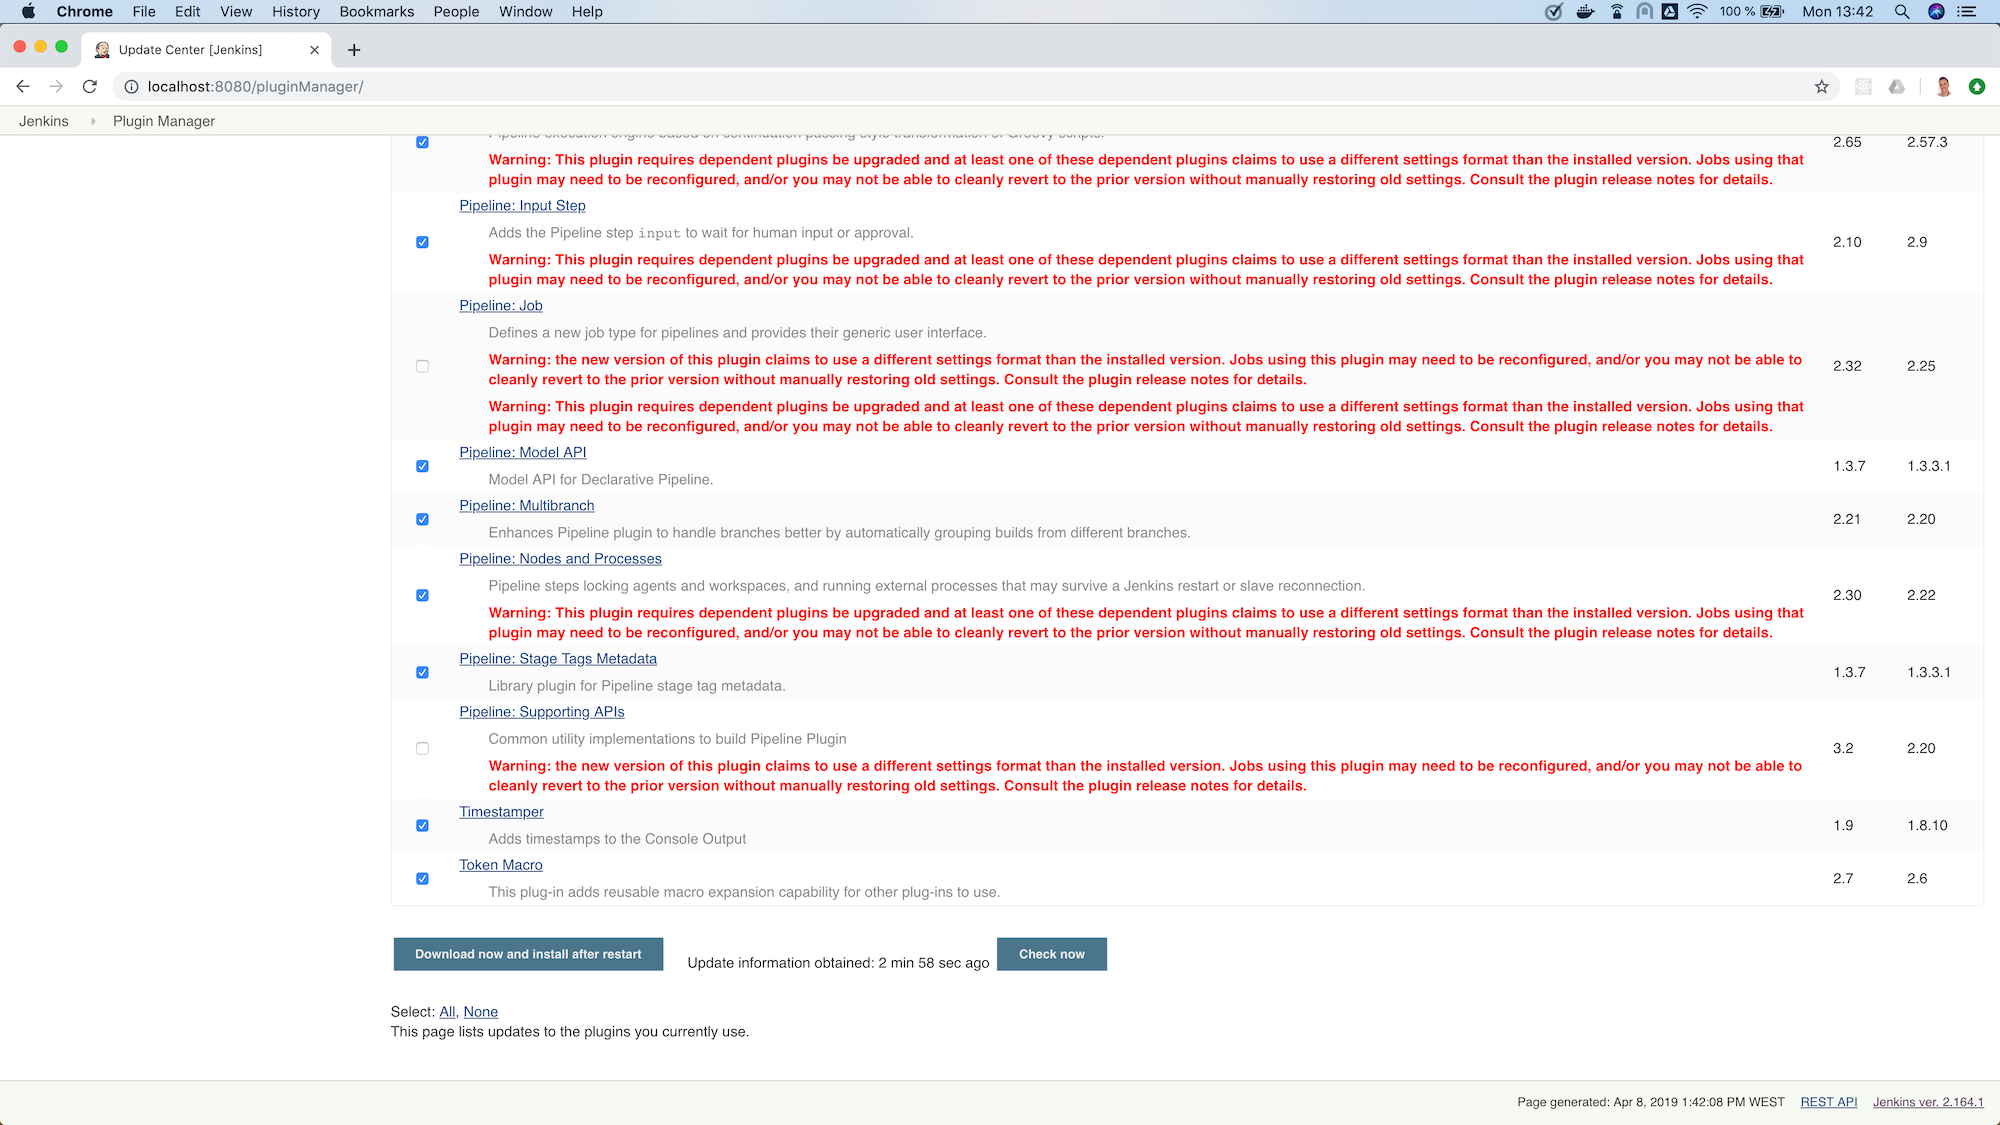 Chrome File Edit View History Bookmarks People Window Help 100 % Mon 13:42
Update Center [Jenkins]
localhost:8080/pluginManager/
Jenkins Plugin Manager
Pipeline execution engine based on continuation passing style transformation of Groovy scripts.
2.65 2.57.3
Warning: This plugin requires dependent plugins be upgraded and at least one of these dependent plugins claims to use a different settings format than the installed version. Jobs using that
plugin may need to be reconfigured, and/or you may not be able to cleanly revert to the prior version without manually restoring old settings. Consult the plugin release notes for details.
Pipeline: Input Step
Adds the Pipeline step input to wait for human input or approval.
2.10 2.9
Warning: This plugin requires dependent plugins be upgraded and at least one of these dependent plugins claims to use a different settings format than the installed version. Jobs using that
plugin may need to be reconfigured, and/or you may not be able to cleanly revert to the prior version without manually restoring old settings. Consult the plugin release notes for details.
Pipeline: Job
Defines a new job type for pipelines and provides their generic user interface.
Warning: the new version of this plugin claims to use a different settings format than the installed version. Jobs using this plugin may need to be reconfigured, and/or you may not be able to
2.32 2.25
cleanly revert to the prior version without manually restoring old settings. Consult the plugin release notes for details.
Warning: This plugin requires dependent plugins be upgraded and at least one of these dependent plugins claims to use a different settings format than the installed version. Jobs using that
plugin may need to be reconfigured, and/or you may not be able to cleanly revert to the prior version without manually restoring old settings. Consult the plugin release notes for details.
Pipeline: Model API
1.3.7 1.3.3.1
Model API for Declarative Pipeline.
Pipeline: Multibranch
2.21 2.20
Enhances Pipeline plugin to handle branches better by automatically grouping builds from different branches.
Pipeline: Nodes and Processes
Pipeline steps locking agents and workspaces, and running external processes that may survive a Jenkins restart or slave reconnection.
2.30 2.22
Warning: This plugin requires dependent plugins be upgraded and at least one of these dependent plugins claims to use a different settings format than the installed version. Jobs using that
plugin may need to be reconfigured, and/or you may not be able to cleanly revert to the prior version without manually restoring old settings. Consult the plugin release notes for details.
Pipeline: Stage Tags Metadata
1.3.7 1.3.3.1
Library plugin for Pipeline stage tag metadata.
Pipeline: Supporting APIs
Common utility implementations to build Pipeline Plugin
3.2 2.20
Warning: the new version of this plugin claims to use a different settings format than the installed version. Jobs using this plugin may need to be reconfigured, and/or you may not be able to
cleanly revert to the prior version without manually restoring old settings. Consult the plugin release notes for details.
Timestamper
1.9 1.8.10
Adds timestamps to the Console Output
Token Macro
2.7 2.6
This plug-in adds reusable macro expansion capability for other plug-ins to use.
Download now and install after restart Update information obtained: 2 min 58 sec ago Check now
Select: All, None
This page lists updates to the plugins you currently use.
Page generated: Apr 8, 2019 1:42:08 PM WEST REST API Jenkins ver. 2.164.1